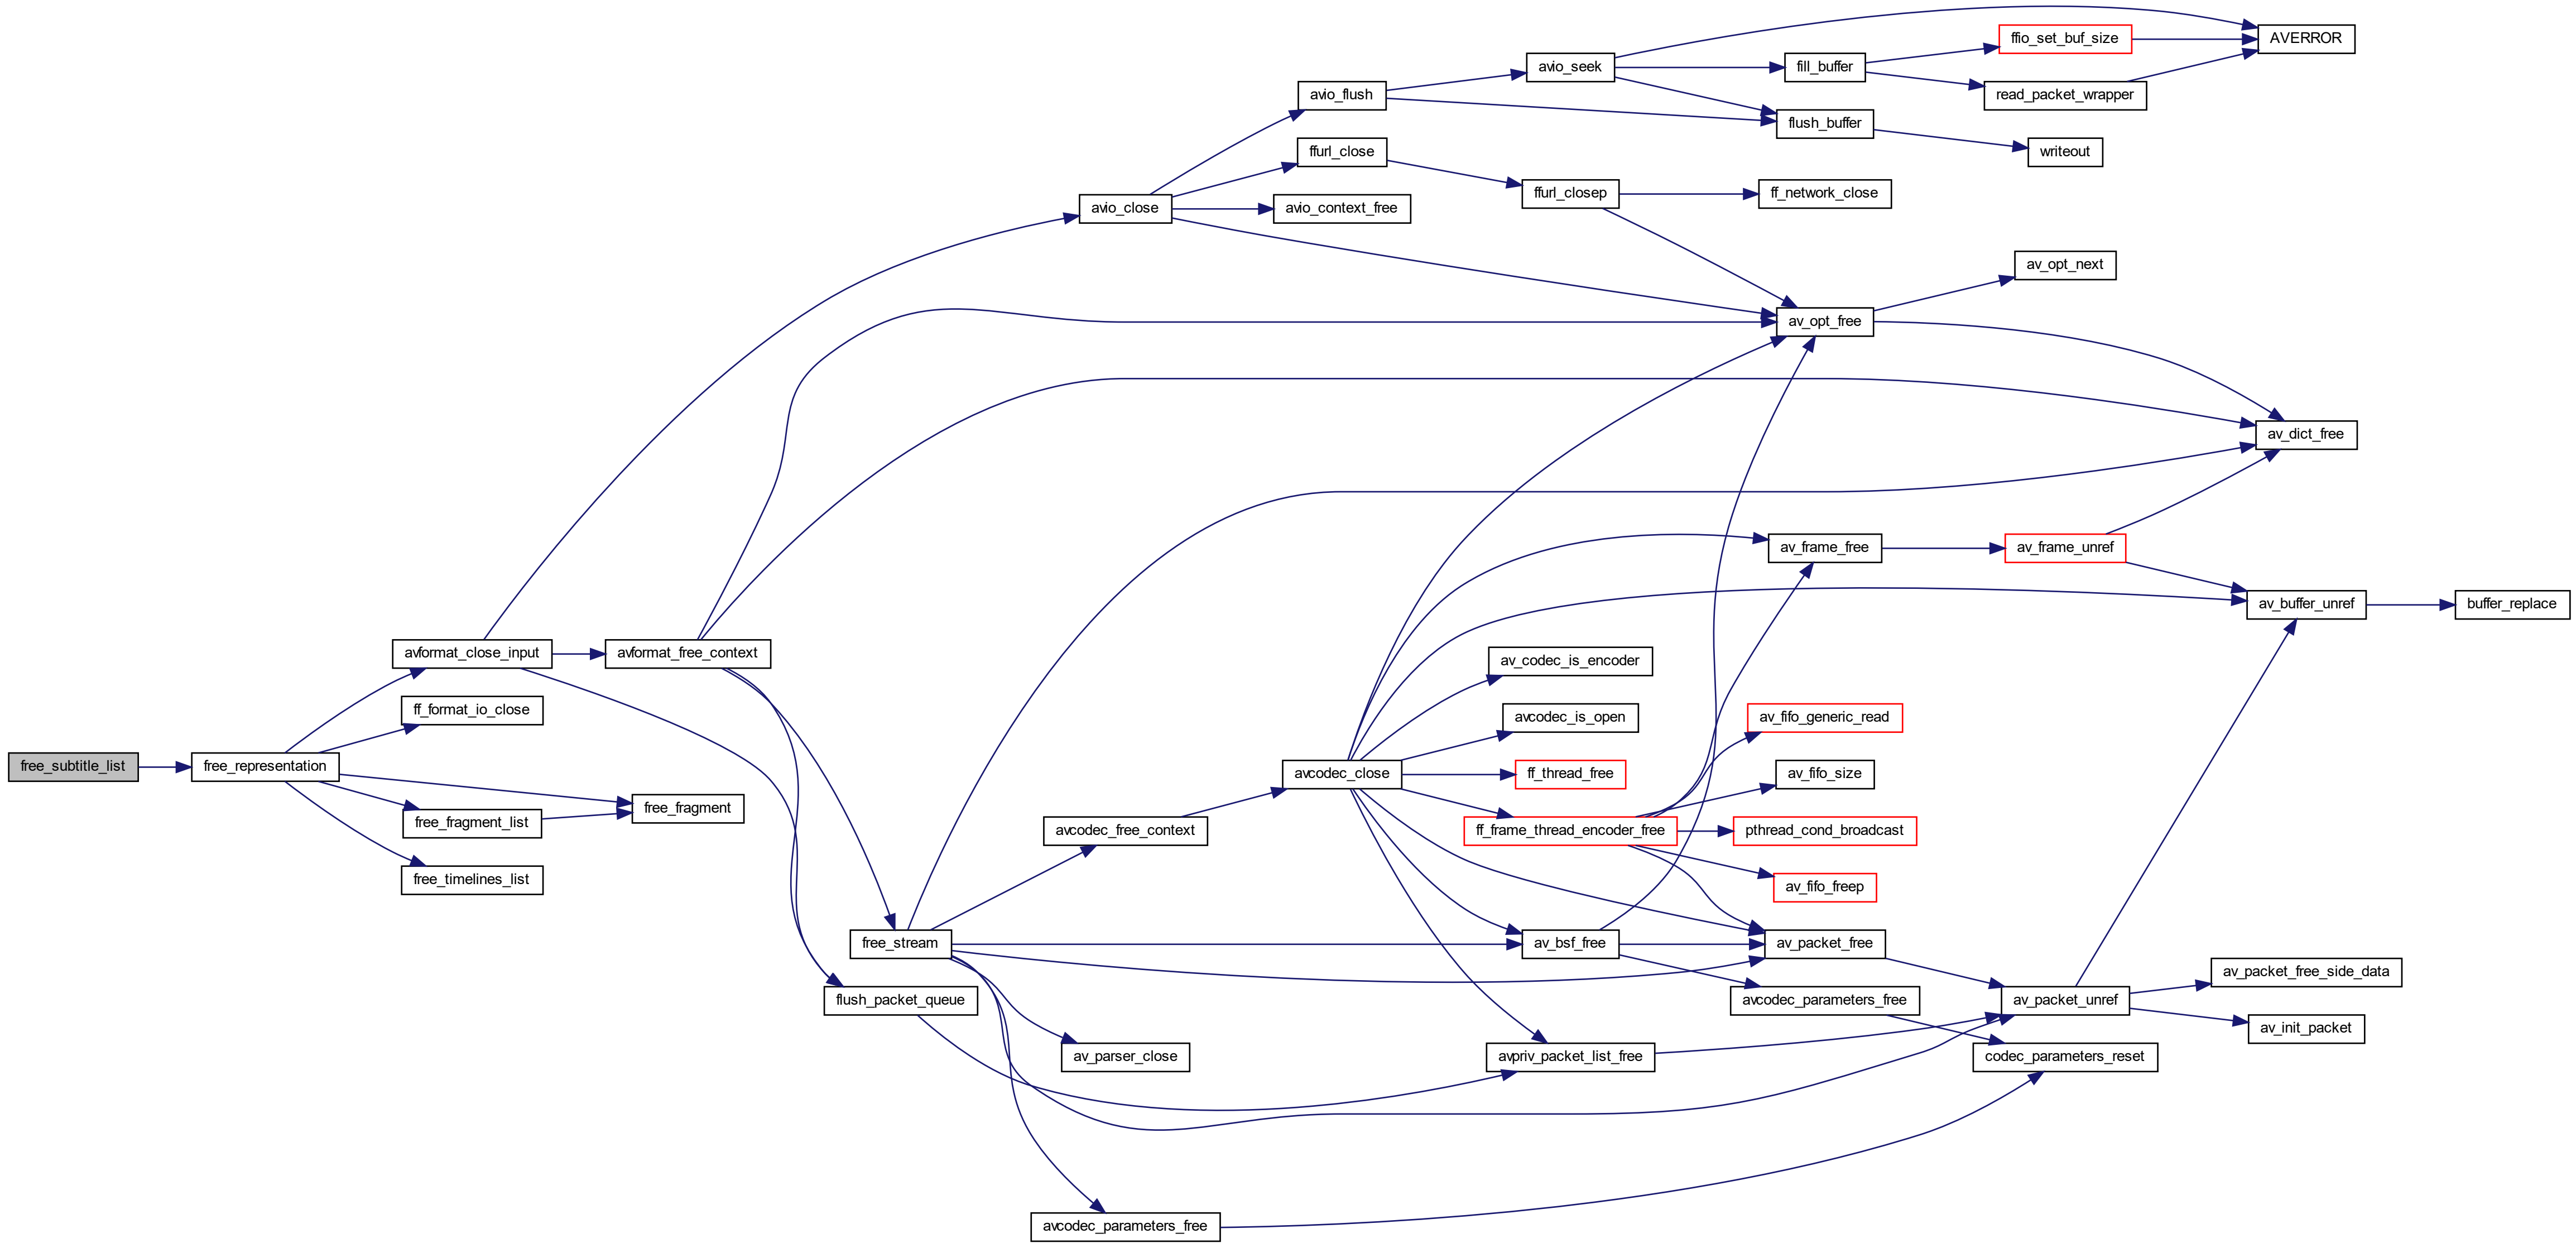 free_subtitle_list
free_representation
avformat_close_input
ff_format_io_close
free_fragment_list
free_timelines_list
avformat_free_context
free_fragment
flush_packet_queue
free_stream
avio_close
avcodec_free_context
av_parser_close
avcodec_parameters_free
avio_flush
ffurl_close
avio_context_free
avcodec_close
avio_seek
ffurl_closep
av_codec_is_encoder
avcodec_is_open
ff_thread_free
ff_frame_thread_encoder_free
av_bsf_free
avpriv_packet_list_free
fill_buffer
flush_buffer
ff_network_close
av_opt_free
av_frame_free
av_fifo_generic_read
av_fifo_size
pthread_cond_broadcast
av_fifo_freep
av_packet_free
avcodec_parameters_free
ffio_set_buf_size
read_packet_wrapper
writeout
av_opt_next
av_frame_unref
av_packet_unref
codec_parameters_reset
AVERROR
av_dict_free
av_buffer_unref
av_packet_free_side_data
av_init_packet
buffer_replace